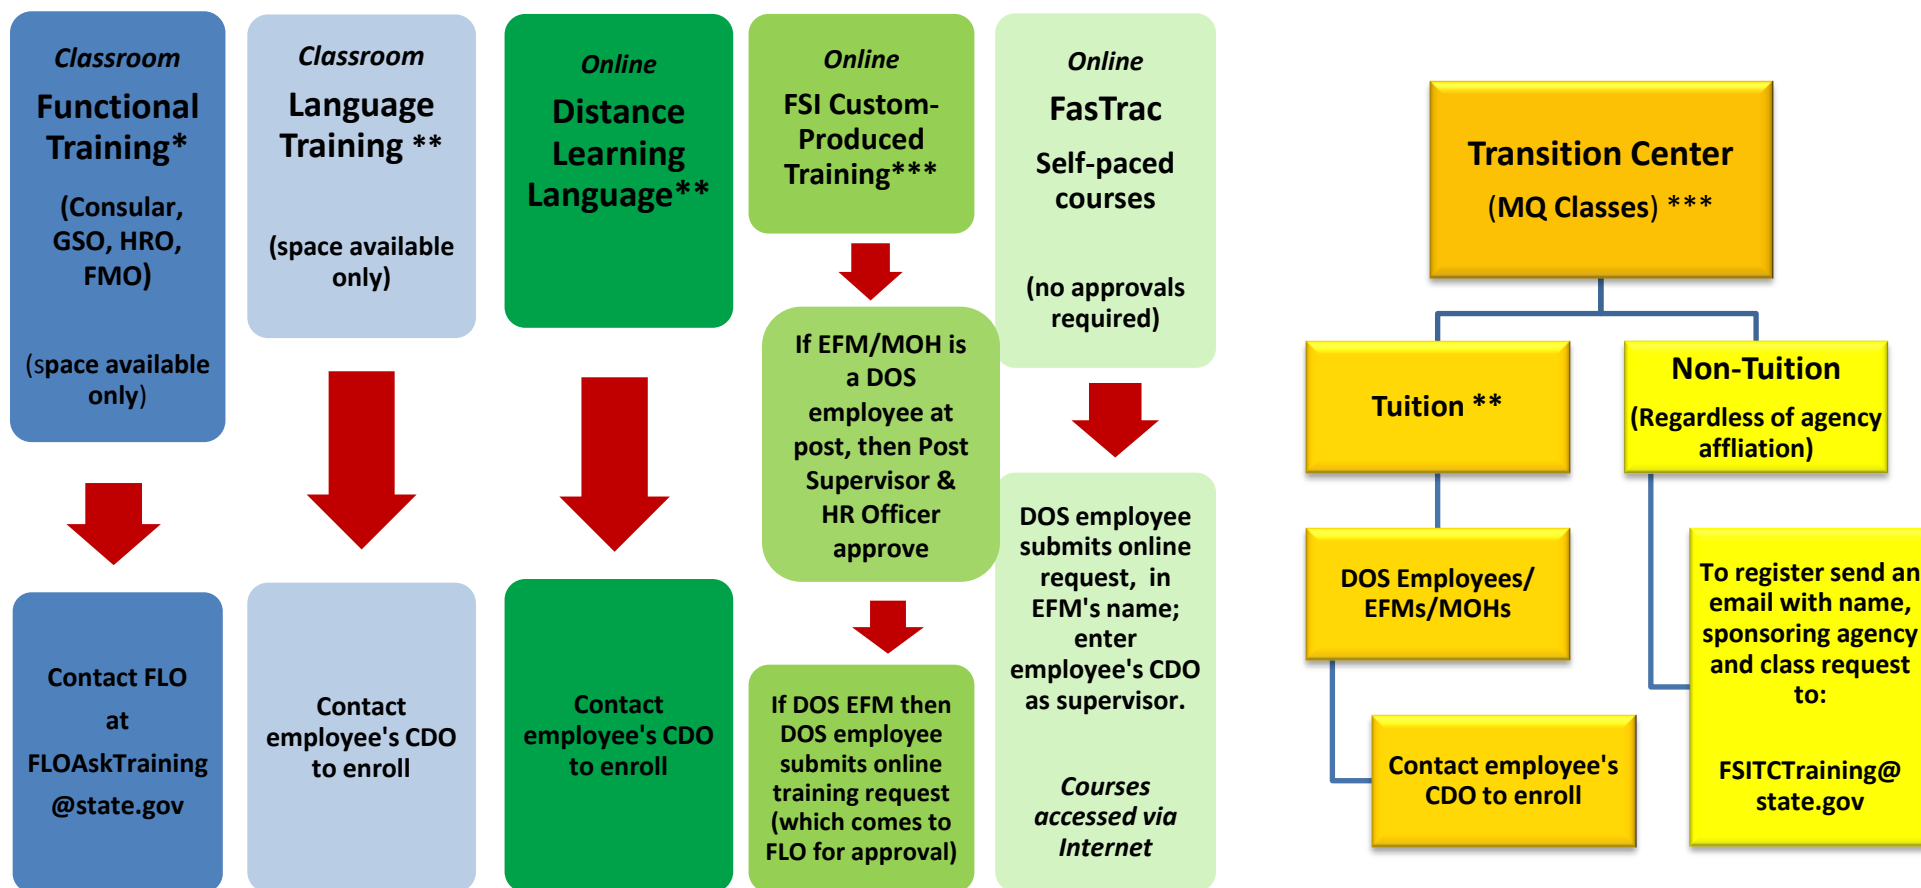 Classroom
Functional
Training*
(Consular,
GSO, HRO,
FMO)
(space available
only)
Contact FLO
at
FLOAskTraining
@state.gov
Classroom
Language
Training **
(space available
only)
Contact
employee's CDO
to enroll
Online
Distance
Learning
Language**
Contact
employee's CDO
to enroll
Online
FSI Custom-
Produced
Training***
If EFM/MOH is
a DOS
employee at
post, then Post
Supervisor &
HR Officer
approve
If DOS EFM then
DOS employee
submits online
training request
(which comes to
FLO for approval)
Online
FasTrac
Self-paced
courses
(no approvals
required)
DOS employee
submits online
request, in
EFM's name;
enter
employee's CDO
as supervisor.
Courses
accessed via
Internet
Transition Center
(MQ Classes) ***
Tuition **
DOS Employees/
EFMs/MOHs
Contact employee's
CDO to enroll
Non-Tuition
(Regardless of agency
affliation)
To register send an
email with name,
sponsoring agency
and class request
to:
FSITCTraining@
state.gov